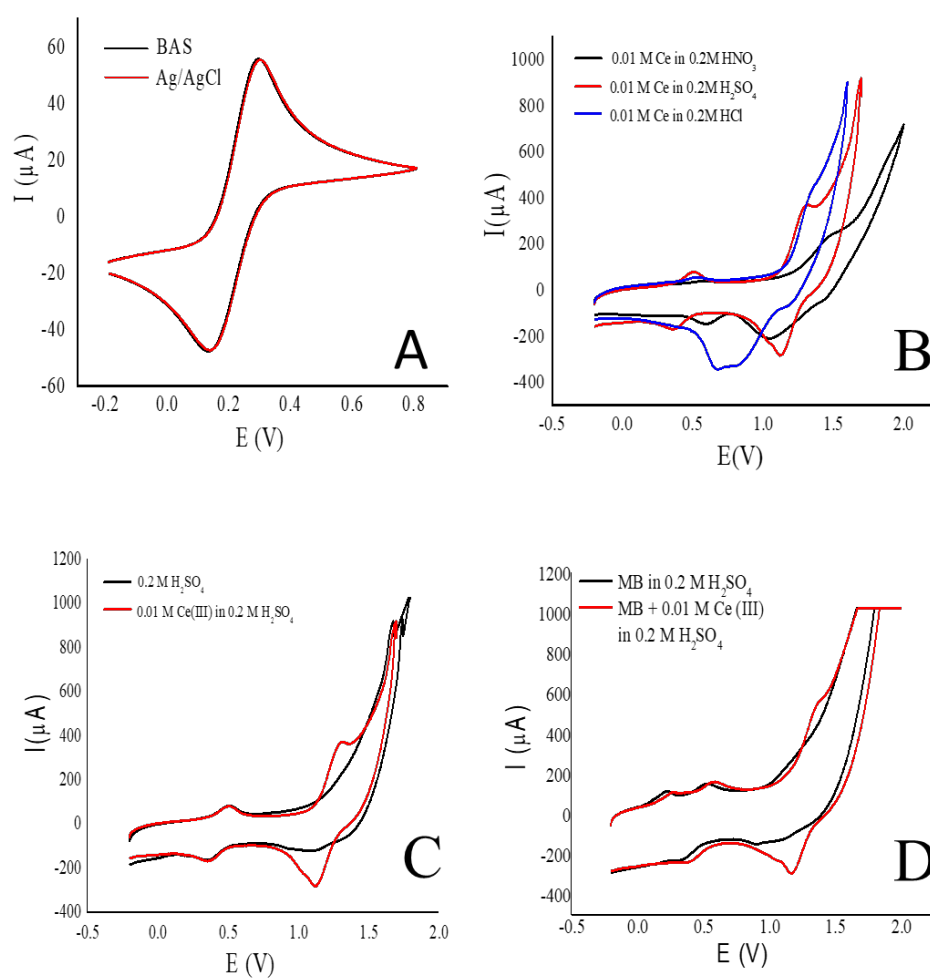 60
40
20
0
-20
-40
-60
-0.2 0.0 0.2 0.4 0.6 0.8
I (µA)
E (V)
BAS
Ag/AgCl
A
1000
800
600
400
200
0
-200
-400
-0.5 0.0 0.5 1.0 1.5 2.0
I(µA)
E(V)
0.01 M Ce in 0.2M HNO₃
0.01 M Ce in 0.2M H₂SO₄
0.01 M Ce in 0.2M HCl
B
1200
1000
800
600
400
200
0
-200
-400
-0.5 0.0 0.5 1.0 1.5 2.0
I(µA)
E (V)
0.2 M H₂SO₄
0.01 M Ce(III) in 0.2 M H₂SO₄
C
1200
1000
800
600
400
200
0
-200
-400
-0.5 0.0 0.5 1.0 1.5 2.0
I (µA)
E (V)
MB in 0.2 M H₂SO₄
MB + 0.01 M Ce (III)
in 0.2 M H₂SO₄
D